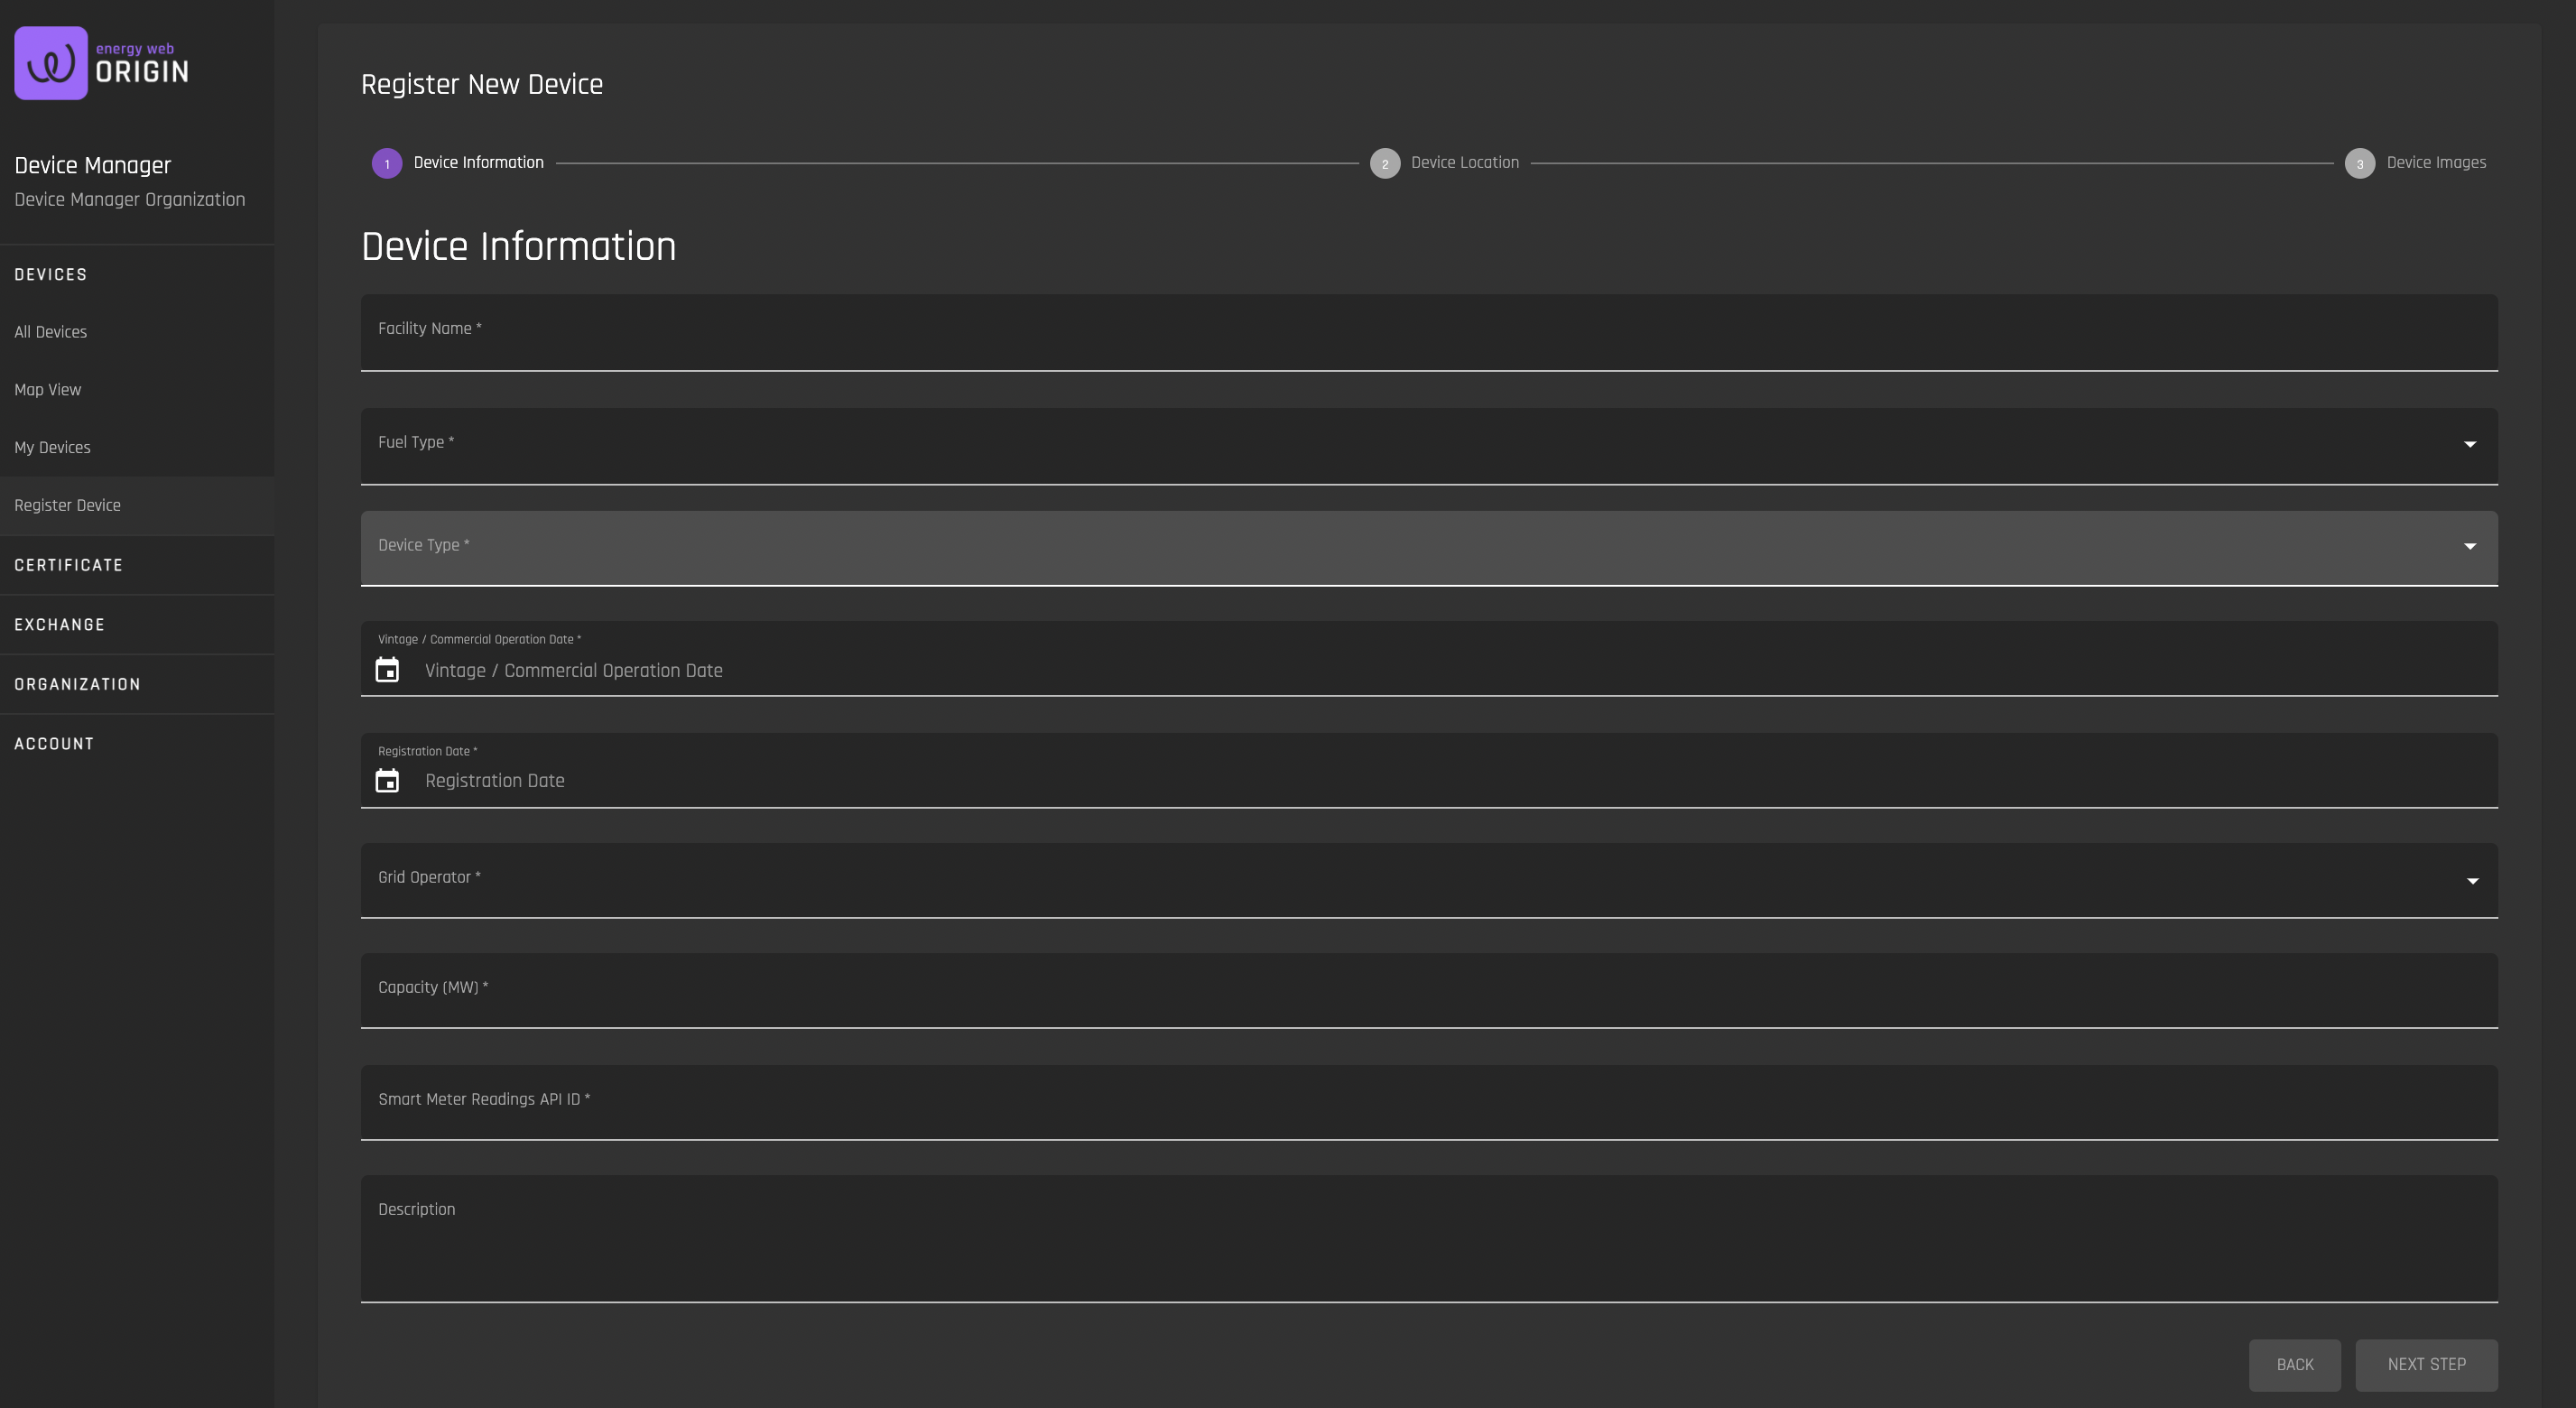 energy web
ORIGIN
Device Manager
Device Manager Organization
DEVICES
All Devices
Map View
My Devices
Register Device
CERTIFICATE
EXCHANGE
ORGANIZATION
ACCOUNT
Register New Device
1 Device Information
2 Device Location
3 Device Images
Device Information
Facility Name *
Fuel Type *
Device Type *
Vintage / Commercial Operation Date *
Vintage / Commercial Operation Date
Registration Date *
Registration Date
Grid Operator *
Capacity (MW) *
Smart Meter Readings API ID *
Description
BACK
NEXT STEP